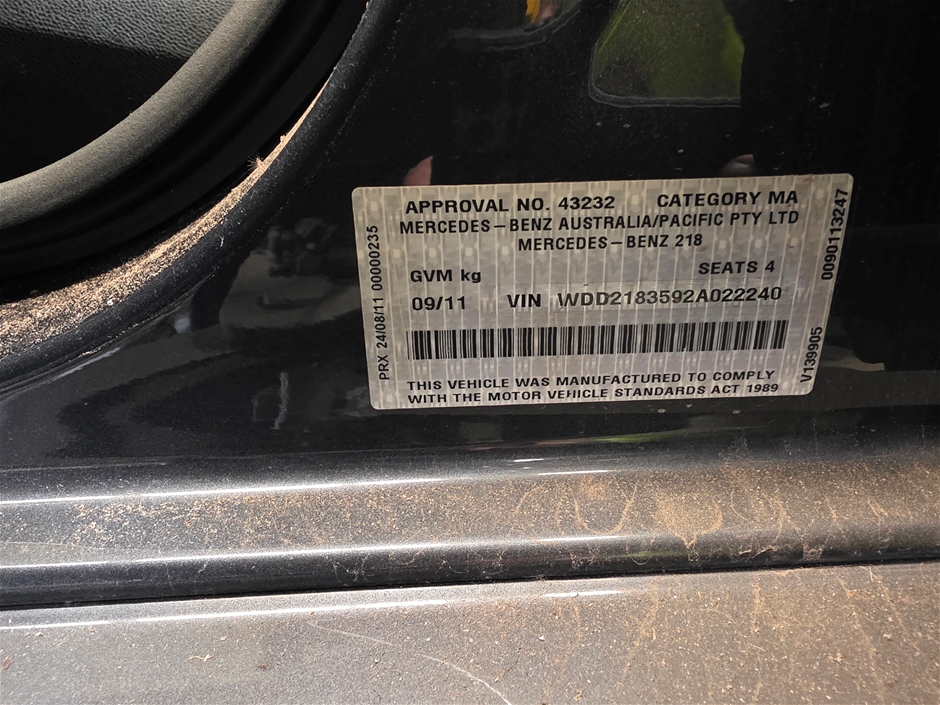 APPROVAL NO. 43232 CATEGORY MA
MERCEDES-BENZ AUSTRALIA/PACIFIC PTY LTD
MERCEDES-BENZ 218
GVM kg SEATS 4
09/11 VIN WDD2183592A022240
THIS VEHICLE WAS MANUFACTURED TO COMPLY
WITH THE MOTOR VEHICLE STANDARDS ACT 1989
PRX 24/08/11 00000235
0090113247
V139905